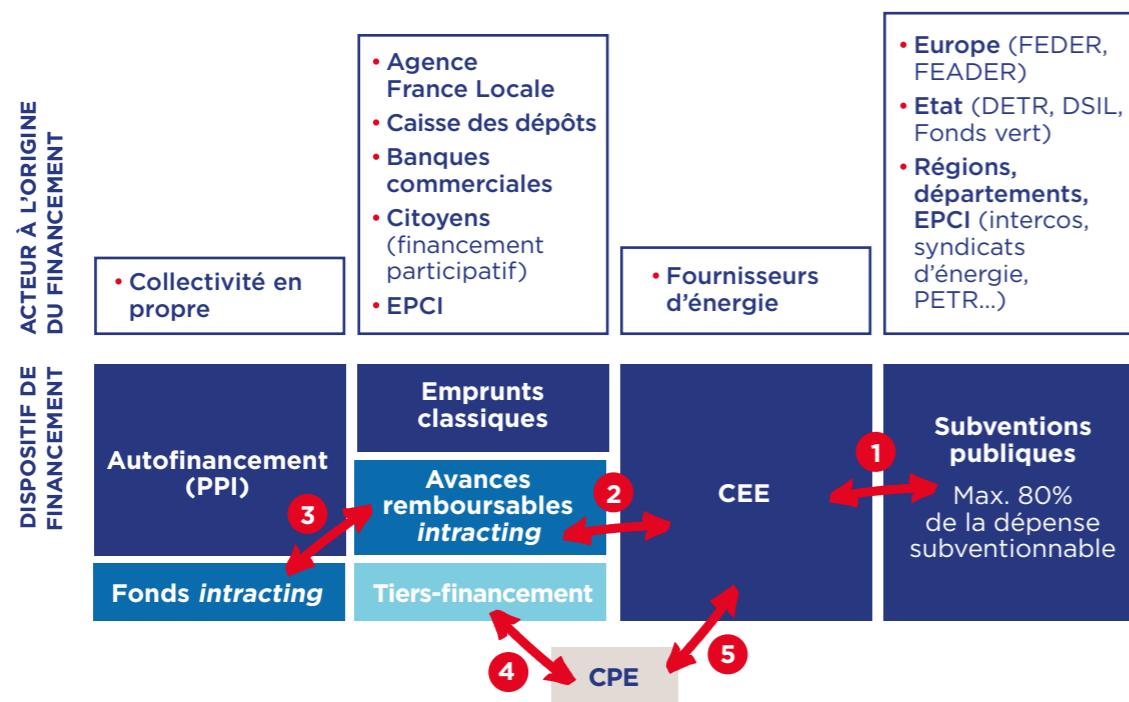 ACTEUR À L'ORIGINE
DU FINANCEMENT
• Collectivité en
propre
• Agence
France Locale
• Caisse des dépôts
• Banques
commerciales
• Citoyens
(financement
participatif)
• EPCI
• Fournisseurs
d'énergie
• Europe (FEDER,
FEADER)
• Etat (DETR, DSIL,
Fonds vert)
• Régions,
départements,
EPCI (intercos,
syndicats
d'énergie,
PETR...)
DISPOSITIF DE
FINANCEMENT
Autofinancement
(PPI)
Fonds intracting
3
Emprunts
classiques
Avances
remboursables
intracting
Tiers-financement
2
CEE
1
Subventions
publiques
Max. 80%
de la dépense
subventionnable
4
CPE
5